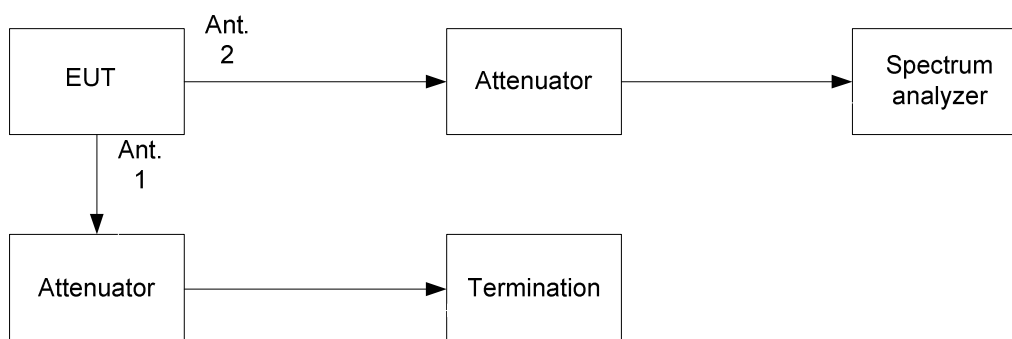 Ant.
2
EUT
Attenuator
Spectrum
analyzer
Ant.
1
Attenuator
Termination